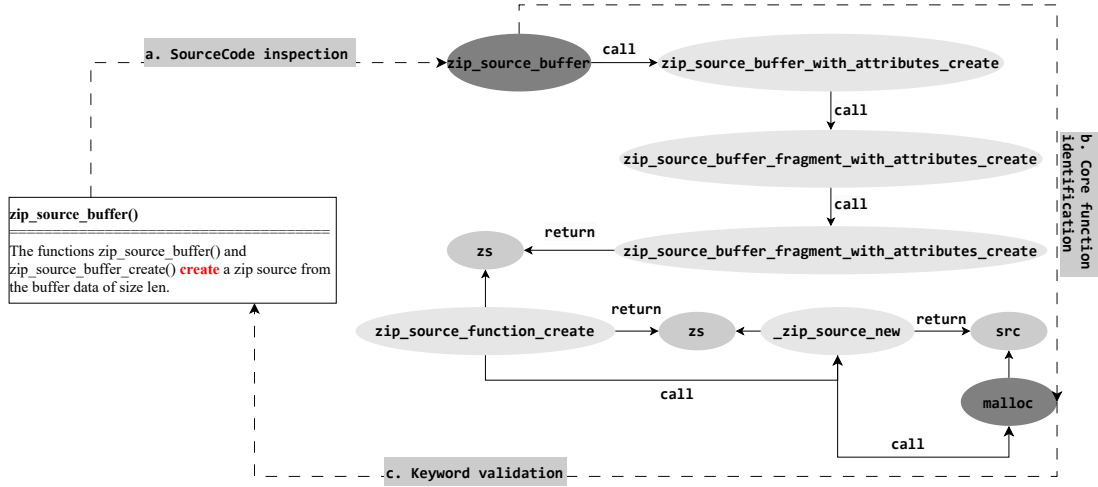 a. SourceCode inspection
zip_source_buffer
call
zip_source_buffer_with_attributes_create
call
zip_source_buffer_fragment_with_attributes_create
call
b. Core function
identification
zip_source_buffer()
======================================
The functions zip_source_buffer() and
zip_source_buffer_create() create a zip source from
the buffer data of size len.
zs
return
zip_source_buffer_fragment_with_attributes_create
zip_source_function_create
return
zs
_zip_source_new
return
src
call
malloc
call
c. Keyword validation